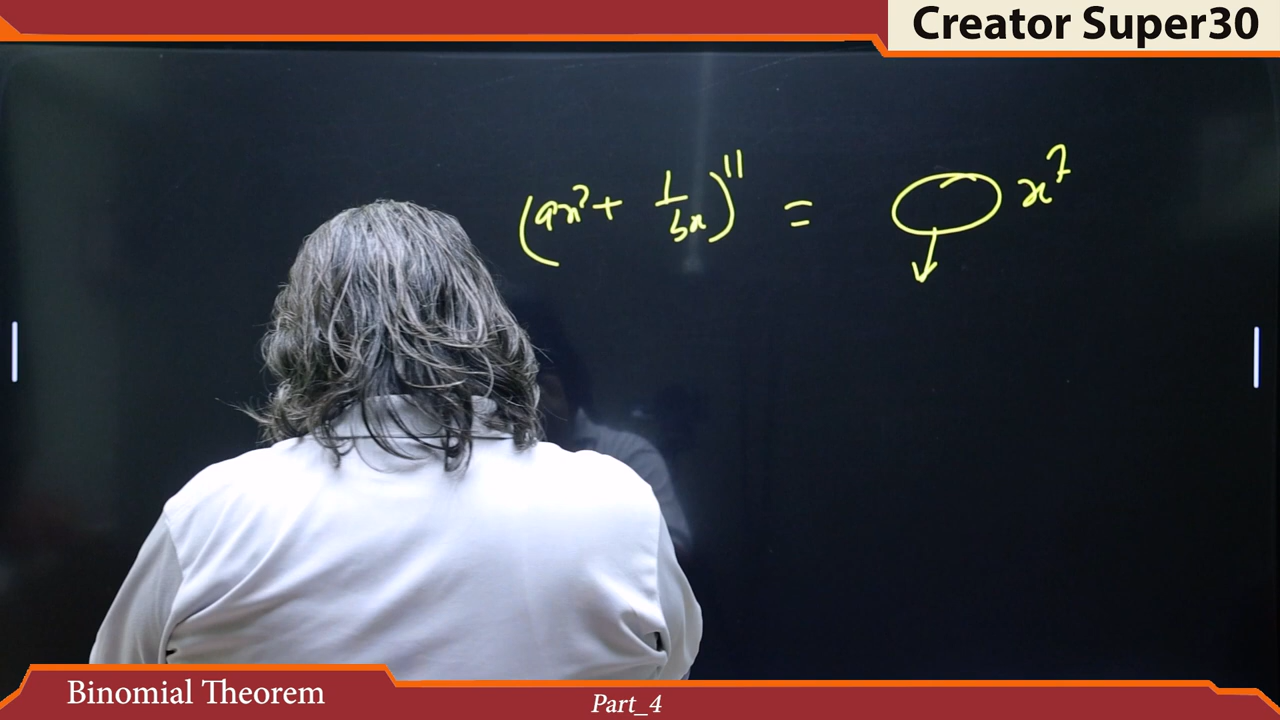 Creator Super30
(ax² + 1/bx)¹¹ = x⁷
Binomial Theorem
Part_4